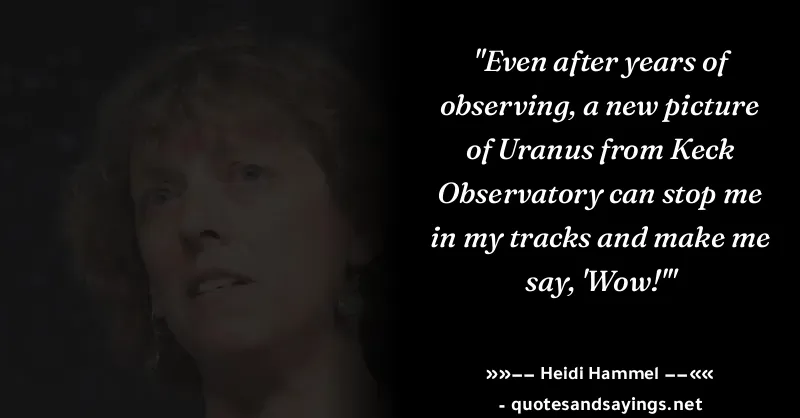 "Even after years of
observing, a new picture
of Uranus from Keck
Observatory can stop me
in my tracks and make me
say, 'Wow!'"
»»−− Heidi Hammel −−««
- quotesandsayings.net